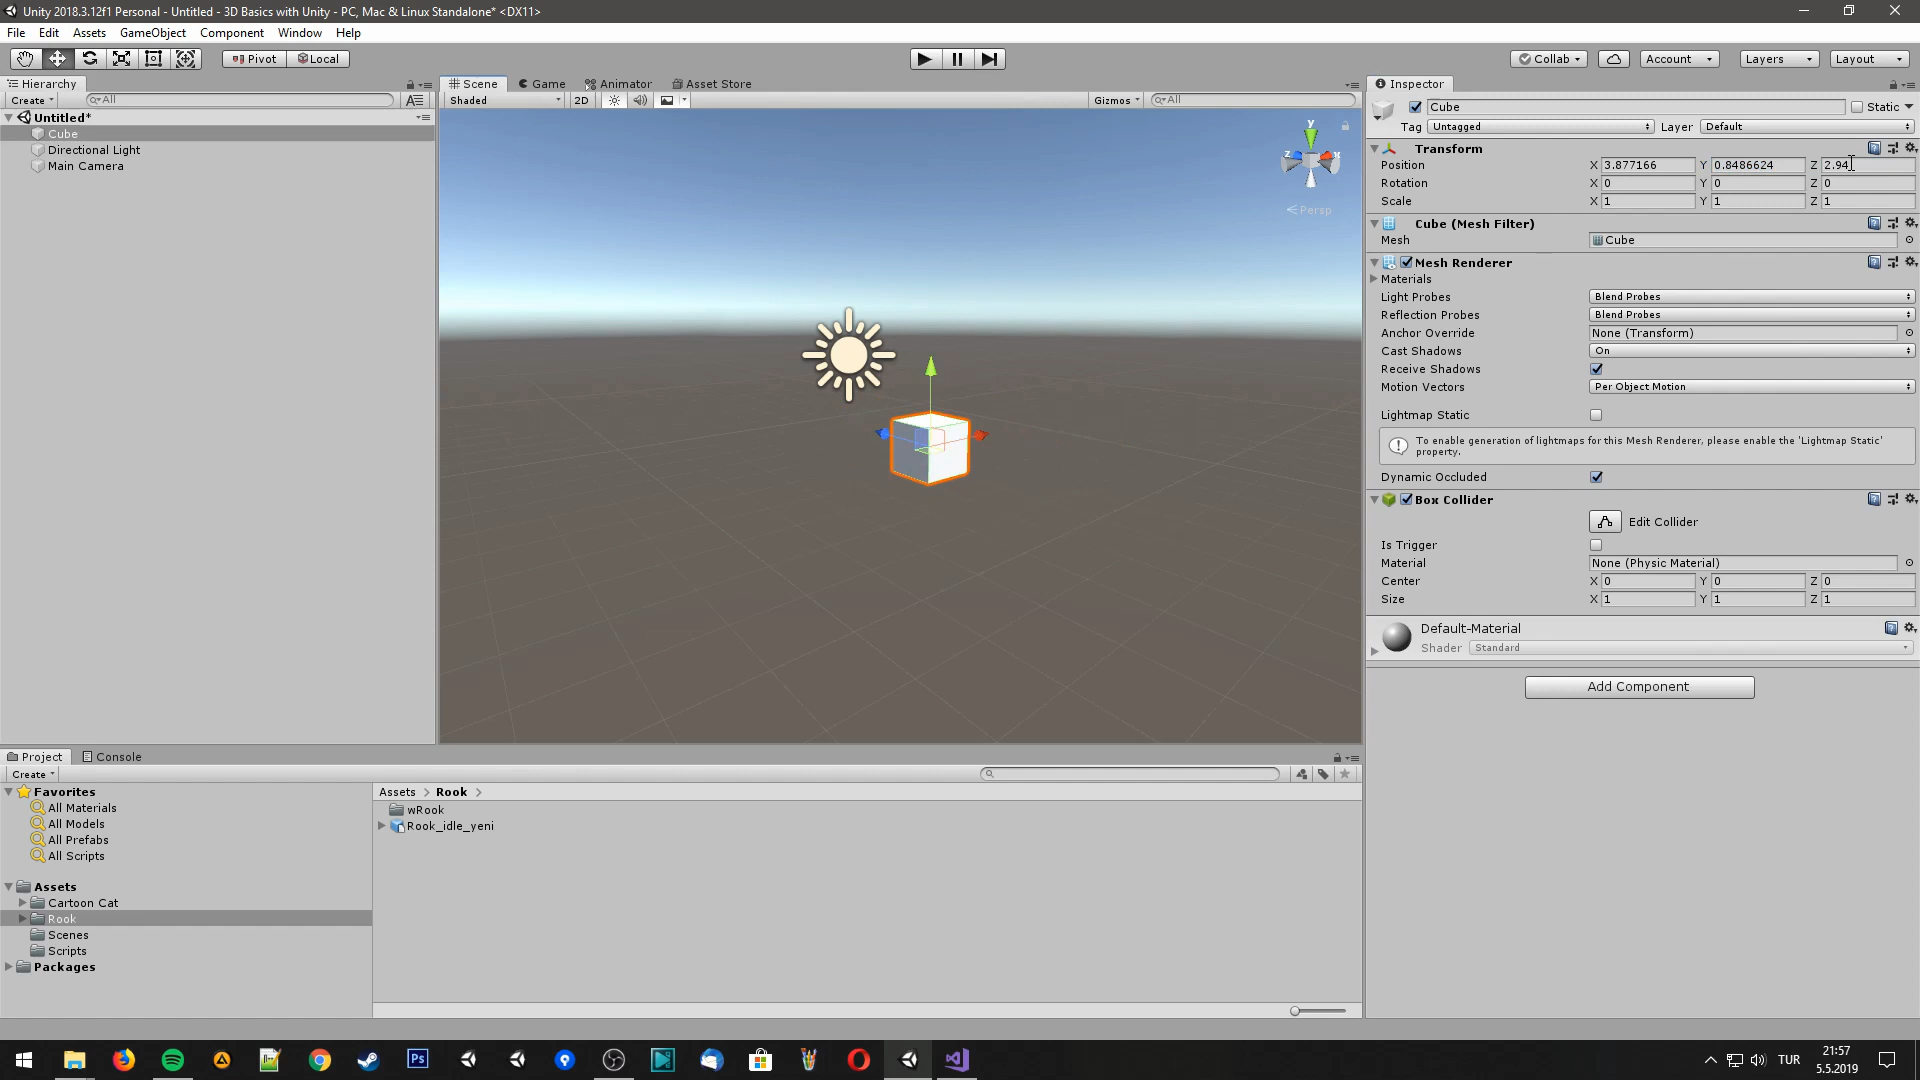 Unity 2018.3.12f1 Personal - Untitled - 3D Basics with Unity - PC, Mac & Linux Standalone* <DX11>
File Edit Assets GameObject Component Window Help
Pivot Local Collab Account Layers Layout
Hierarchy
Create All
Untitled*
Cube
Directional Light
Main Camera
Scene Game Animator Asset Store
Shaded 2D Gizmos All
y
z x
Persp
Inspector
Cube Static
Tag Untagged Layer Default
Transform
Position X 3.877166 Y 0.8486624 Z 2.94
Rotation X 0 Y 0 Z 0
Scale X 1 Y 1 Z 1
Cube (Mesh Filter)
Mesh Cube
Mesh Renderer
Materials
Light Probes Blend Probes
Reflection Probes Blend Probes
Anchor Override None (Transform)
Cast Shadows On
Receive Shadows
Motion Vectors Per Object Motion
Lightmap Static
To enable generation of lightmaps for this Mesh Renderer, please enable the 'Lightmap Static'
property.
Dynamic Occluded
Box Collider
Edit Collider
Is Trigger
Material None (Physic Material)
Center X 0 Y 0 Z 0
Size X 1 Y 1 Z 1
Default-Material
Shader Standard
Add Component
Project Console
Create
Favorites
All Materials
All Models
All Prefabs
All Scripts
Assets
Cartoon Cat
Rook
Scenes
Scripts
Packages
Assets > Rook >
wRook
Rook_idle_yeni
Ps
TUR
21:57
5.5.2019